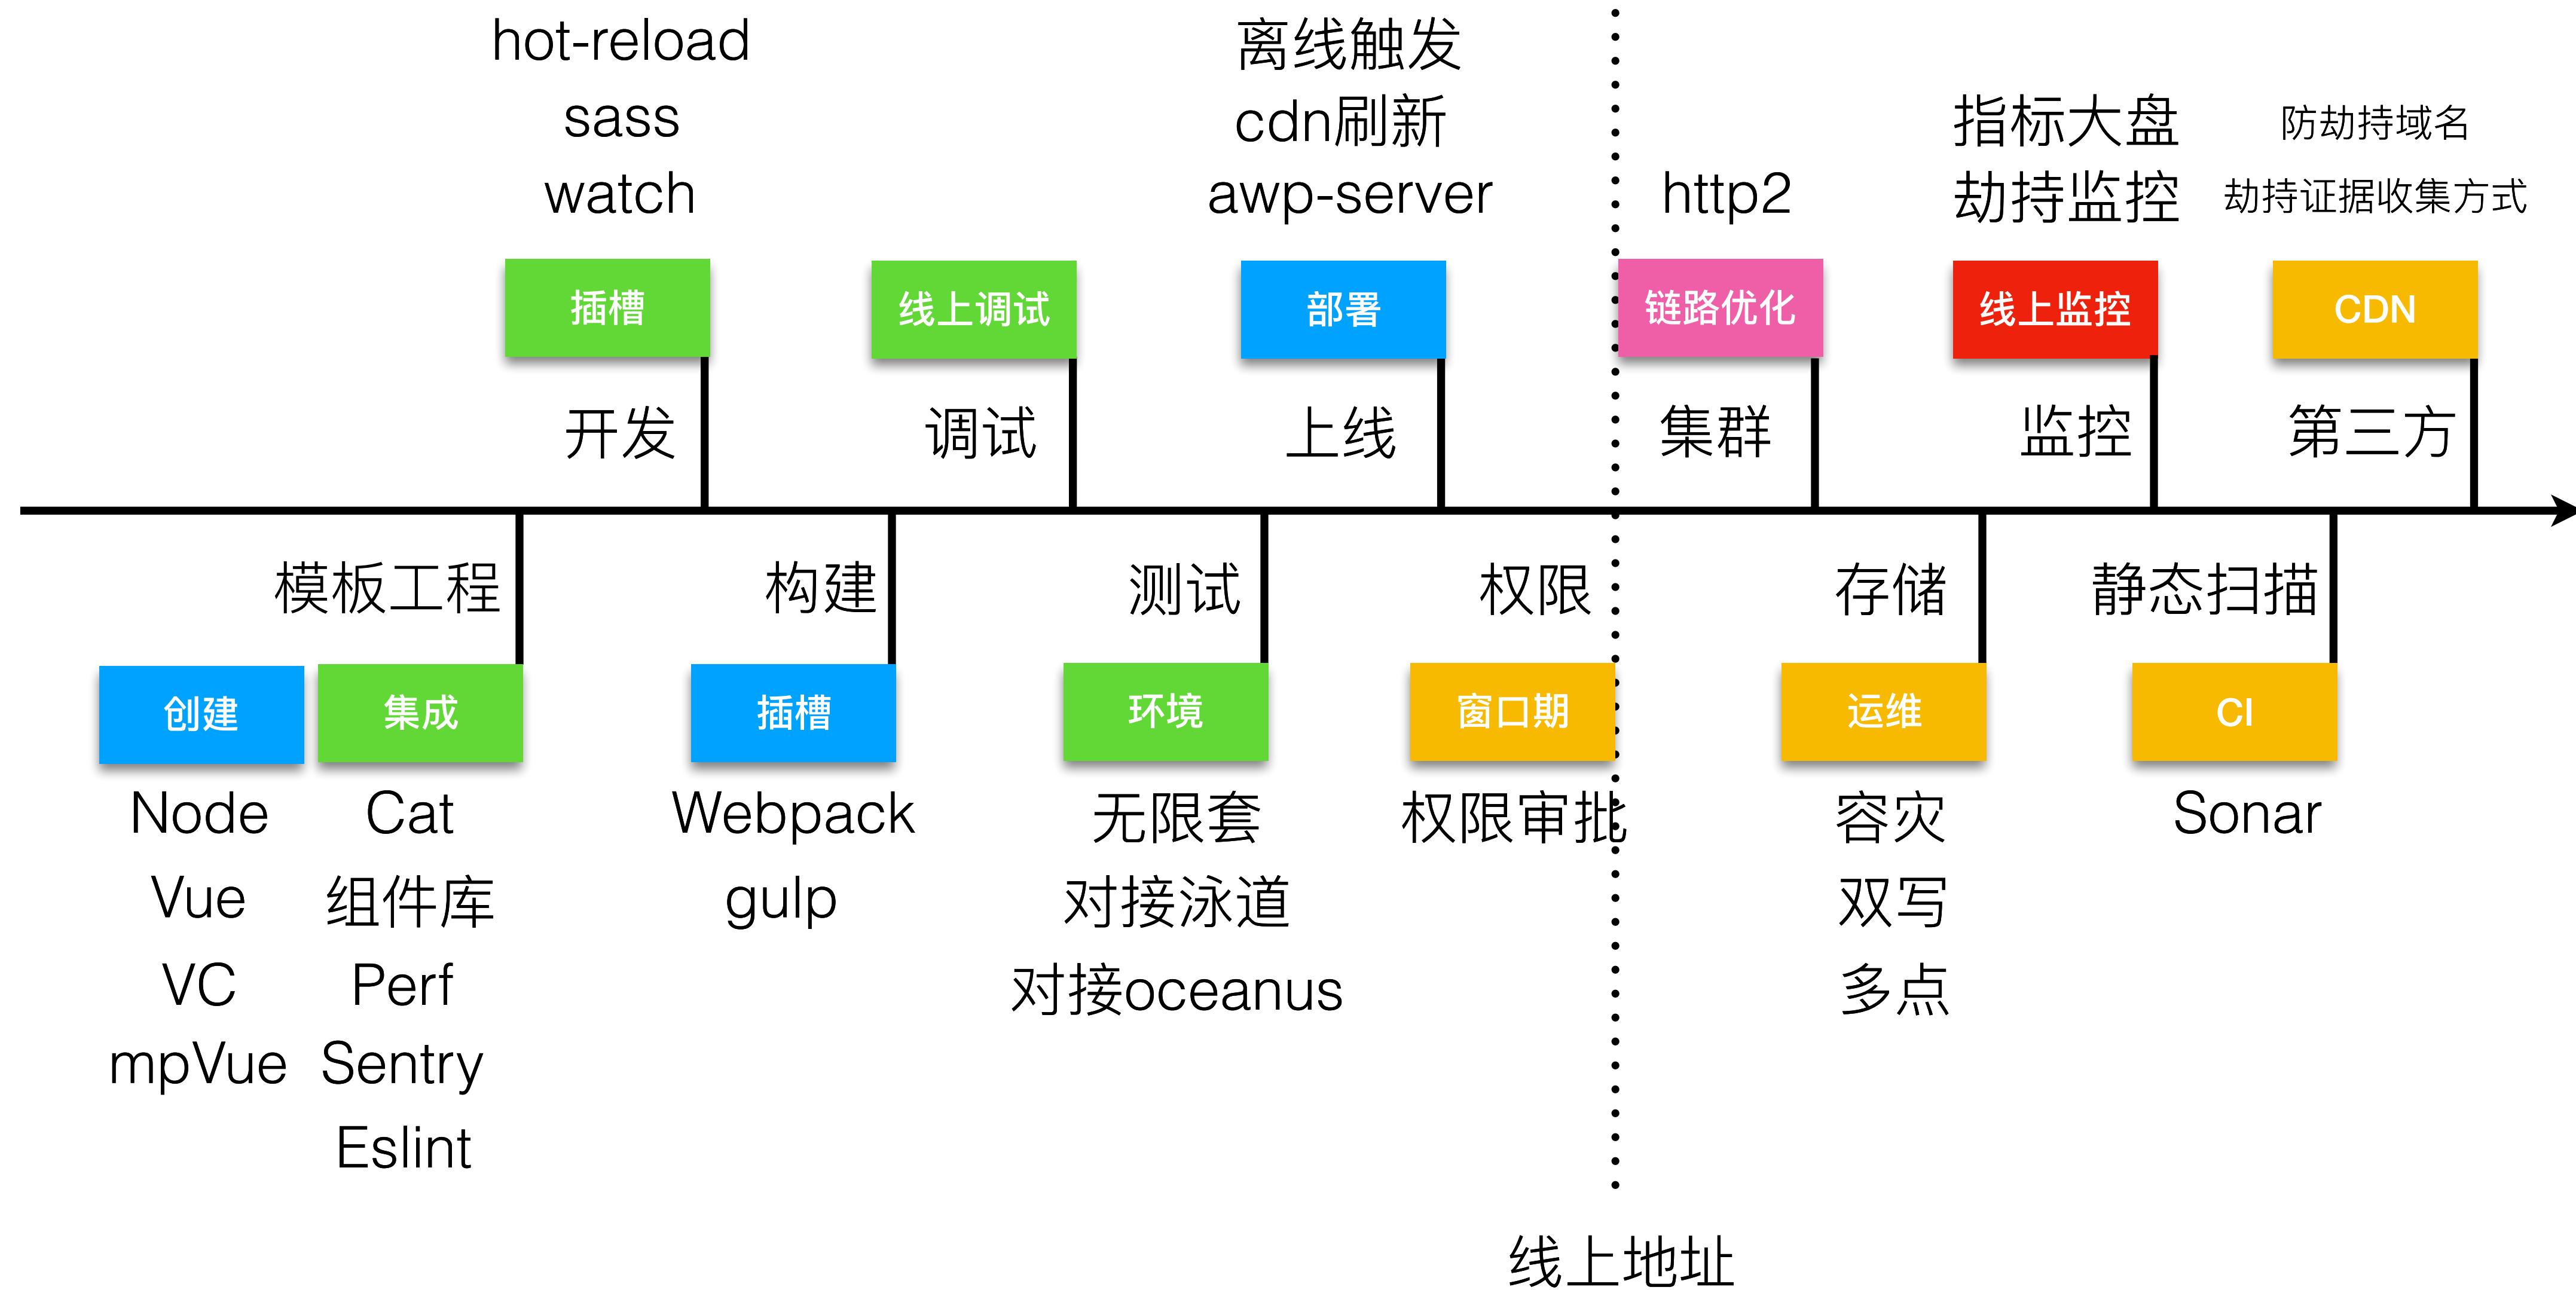 hot-reload
sass
watch
离线触发
cdn刷新
awp-server
http2
指标大盘
劫持监控
防劫持域名
劫持证据收集方式
插槽
线上调试
部署
链路优化
线上监控
CDN
开发
调试
上线
集群
监控
第三方
模板工程
构建
测试
权限
存储
静态扫描
创建
集成
插槽
环境
窗口期
运维
CI
Node
Vue
VC
mpVue
Cat
组件库
Perf
Sentry
Eslint
Webpack
gulp
无限套
对接泳道
对接oceanus
权限审批
容灾
双写
多点
Sonar
线上地址